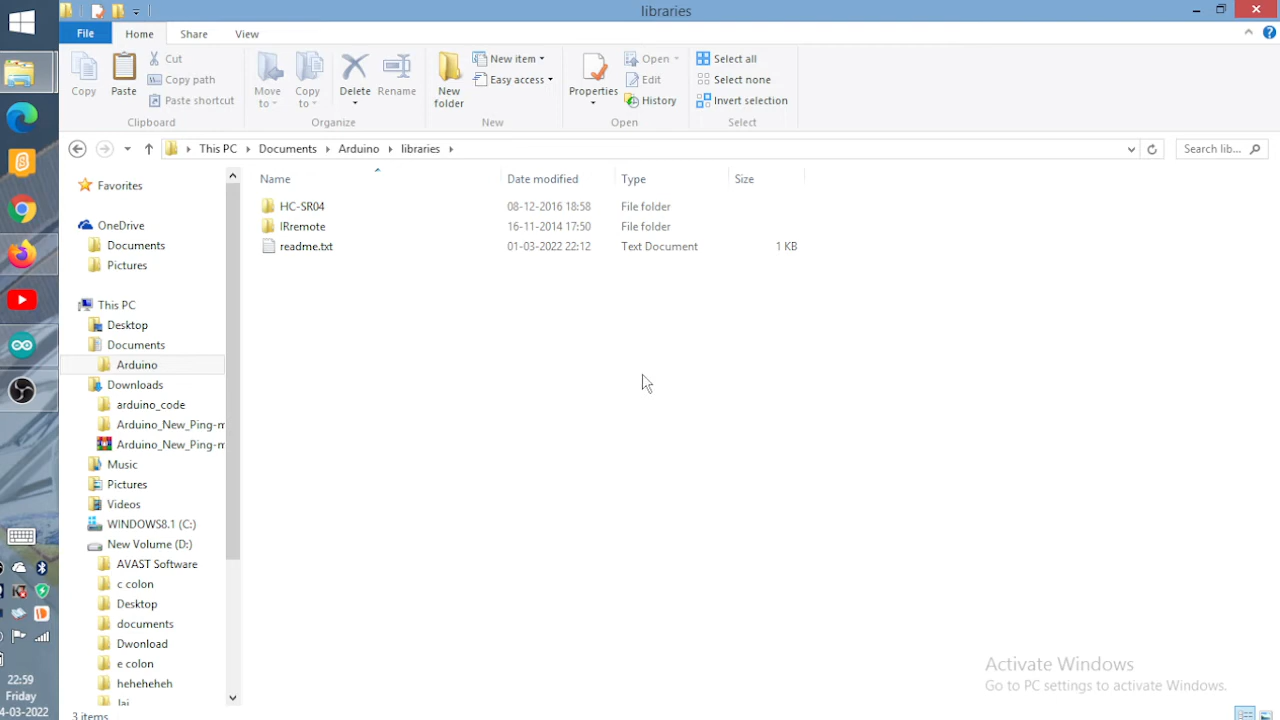 libraries
File Home Share View
Copy
Paste
Cut
Copy path
Paste shortcut
Clipboard
Move to
Copy to
Delete
Rename
Organize
New folder
New item
Easy access
New
Properties
Open
Edit
History
Open
Select all
Select none
Invert selection
Select
This PC Documents Arduino libraries
Search lib...
Name Date modified Type Size
HC-SR04 08-12-2016 18:58 File folder
IRremote 16-11-2014 17:50 File folder
readme.txt 01-03-2022 22:12 Text Document 1 KB
Favorites
OneDrive
Documents
Pictures
This PC
Desktop
Documents
Arduino
Downloads
arduino_code
Arduino_New_Ping-m
Arduino_New_Ping-m
Music
Pictures
Videos
WINDOWS8.1 (C:)
New Volume (D:)
AVAST Software
c colon
Desktop
documents
Dwonload
e colon
heheheheh
3 items
22:59
Friday
4-03-2022
Activate Windows
Go to PC settings to activate Windows.